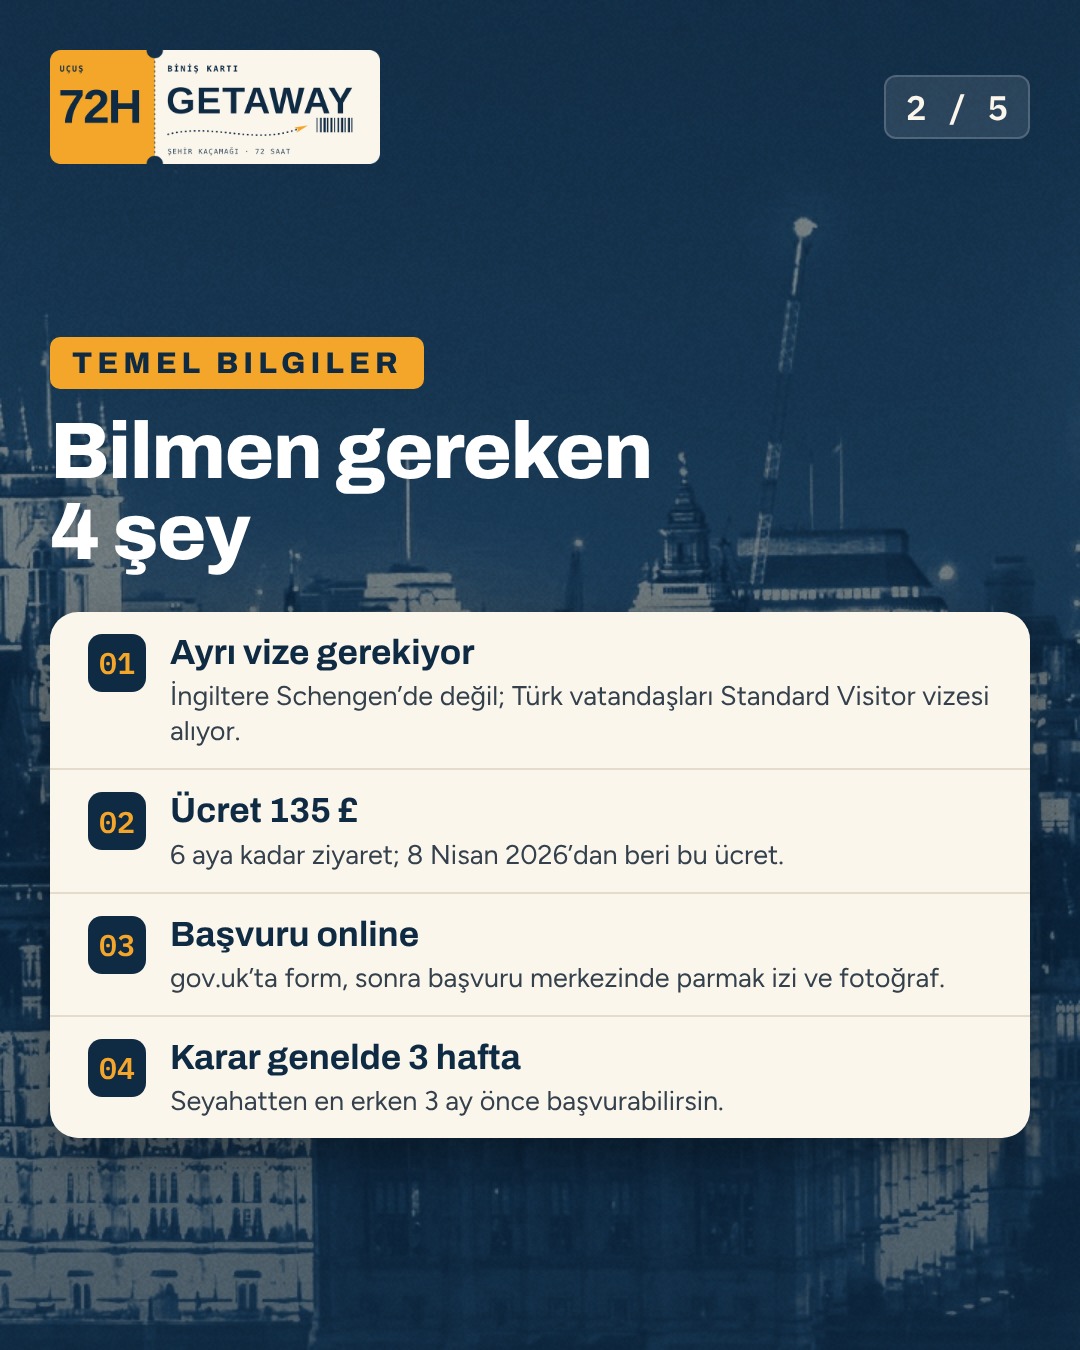 UÇUŞ
72H
BİNİŞ KARTI
GETAWAY
ŞEHİR KAÇAMAĞI · 72 SAAT
2 / 5
TEMEL BILGILER
Bilmen gereken
4 şey
01
Ayrı vize gerekiyor
İngiltere Schengen’de değil; Türk vatandaşları Standard Visitor vizesi
alıyor.
02
Ücret 135 £
6 aya kadar ziyaret; 8 Nisan 2026’dan beri bu ücret.
03
Başvuru online
gov.uk’ta form, sonra başvuru merkezinde parmak izi ve fotoğraf.
04
Karar genelde 3 hafta
Seyahatten en erken 3 ay önce başvurabilirsin.